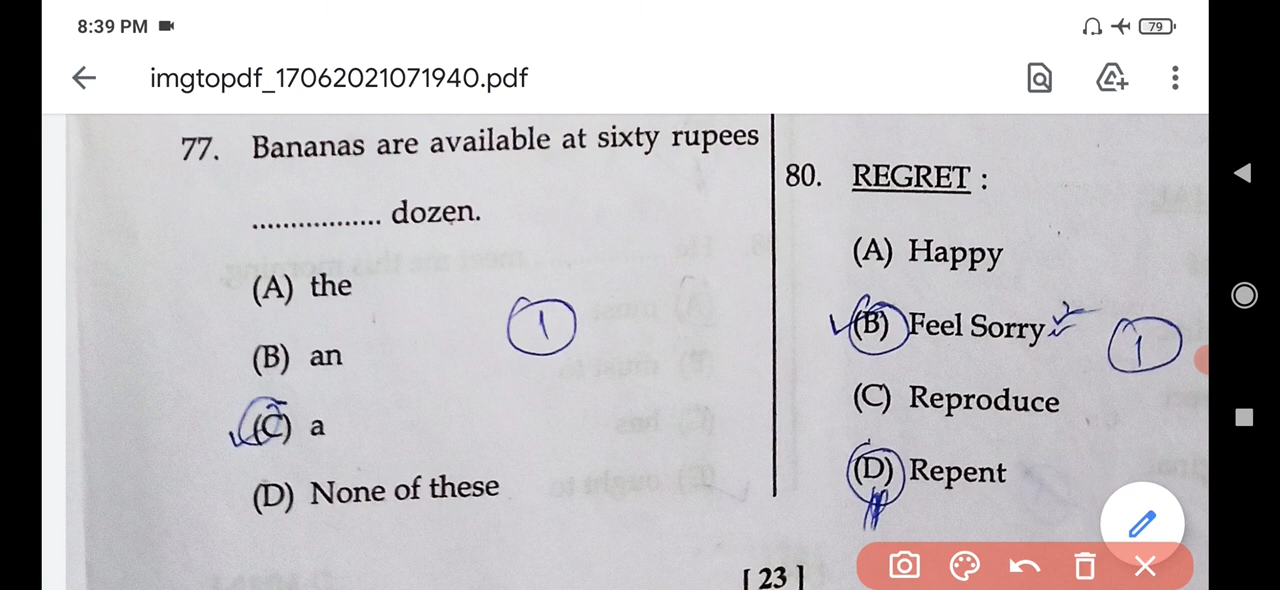 8:39 PM
79
imgtopdf_17062021071940.pdf
77. Bananas are available at sixty rupees
................. dozen.
(A) the
(B) an
(C) a
(D) None of these
1
80. REGRET :
(A) Happy
(B) Feel Sorry
(C) Reproduce
(D) Repent
1
[ 23 ]